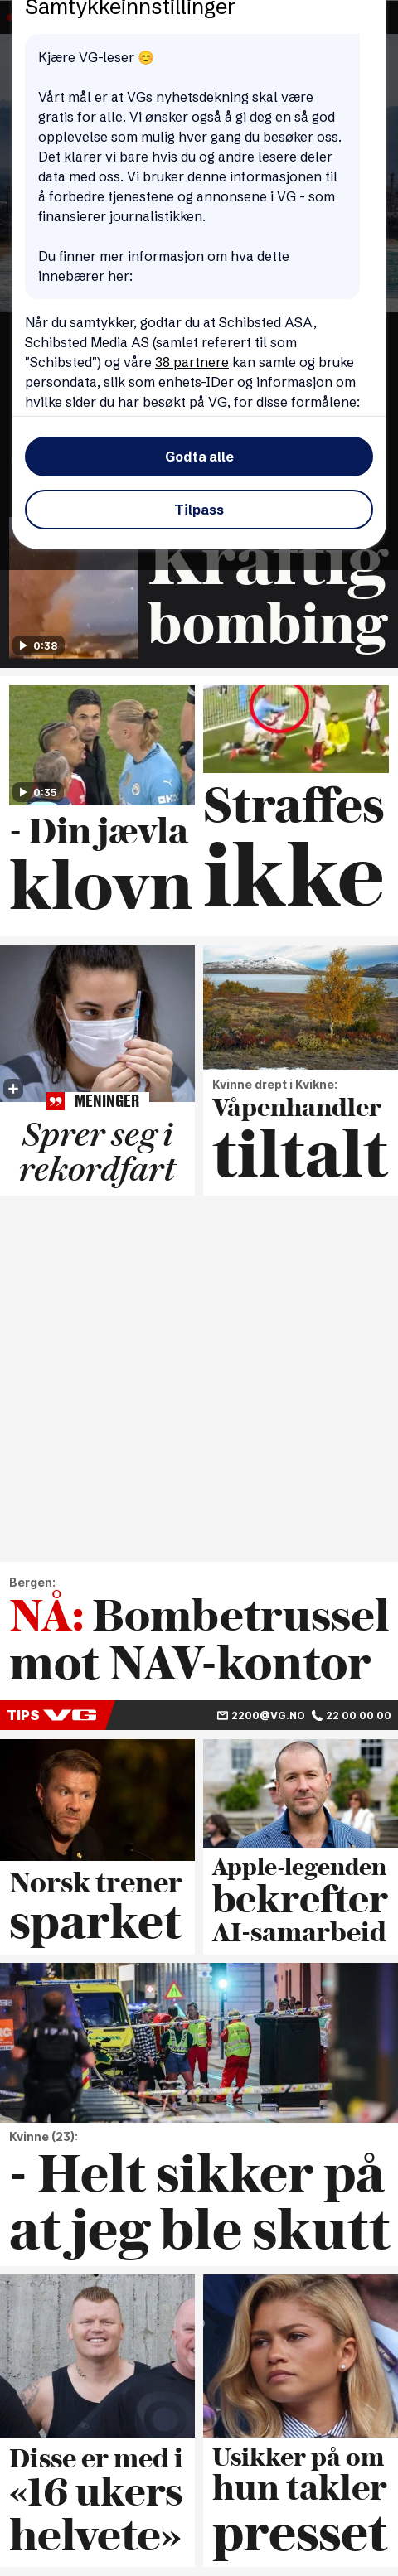 Samtykkeinnstillinger
Kjære VG-leser 😊
Vårt mål er at VGs nyhetsdekning skal være
gratis for alle. Vi ønsker også å gi deg en så god
opplevelse som mulig hver gang du besøker oss.
Det klarer vi bare hvis du og andre lesere deler
data med oss. Vi bruker denne informasjonen til
å forbedre tjenestene og annonsene i VG - som
finansierer journalistikken.
Du finner mer informasjon om hva dette
innebærer her:
Når du samtykker, godtar du at Schibsted ASA,
Schibsted Media AS (samlet referert til som
"Schibsted") og våre 38 partnere kan samle og bruke
persondata, slik som enhets-IDer og informasjon om
hvilke sider du har besøkt på VG, for disse formålene:
Godta alle
Tilpass
Kraftig
bombing
0:38
0:35
- Din jævla
klovn
Straffes
ikke
MENINGER
Sprer seg i
rekordfart
Kvinne drept i Kvikne:
Våpenhandler
tiltalt
Bergen:
NÅ: Bombetrussel
mot NAV-kontor
TIPS VG 2200@VG.NO 22 00 00 00
Norsk trener
sparket
Apple-legenden
bekrefter
AI-samarbeid
Kvinne (23):
- Helt sikker på
at jeg ble skutt
Disse er med i
«16 ukers
helvete»
Usikker på om
hun takler
presset